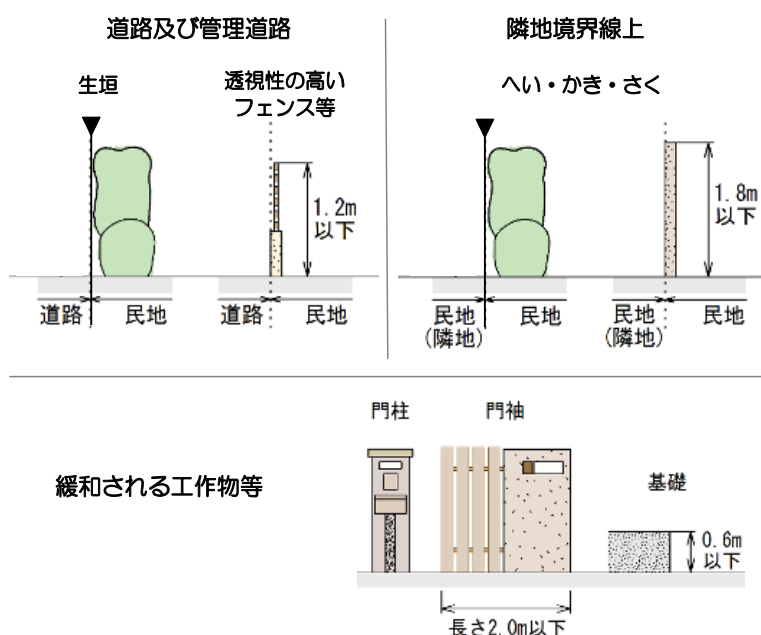 道路及び管理道路
生垣
透視性の高い
フェンス等
1.2m
以下
道路
民地
道路
民地
隣地境界線上
へい・かき・さく
1.8m
以下
民地
(隣地)
民地
民地
(隣地)
民地
緩和される工作物等
門柱
門袖
基礎
0.6m
以下
長さ2.0m以下